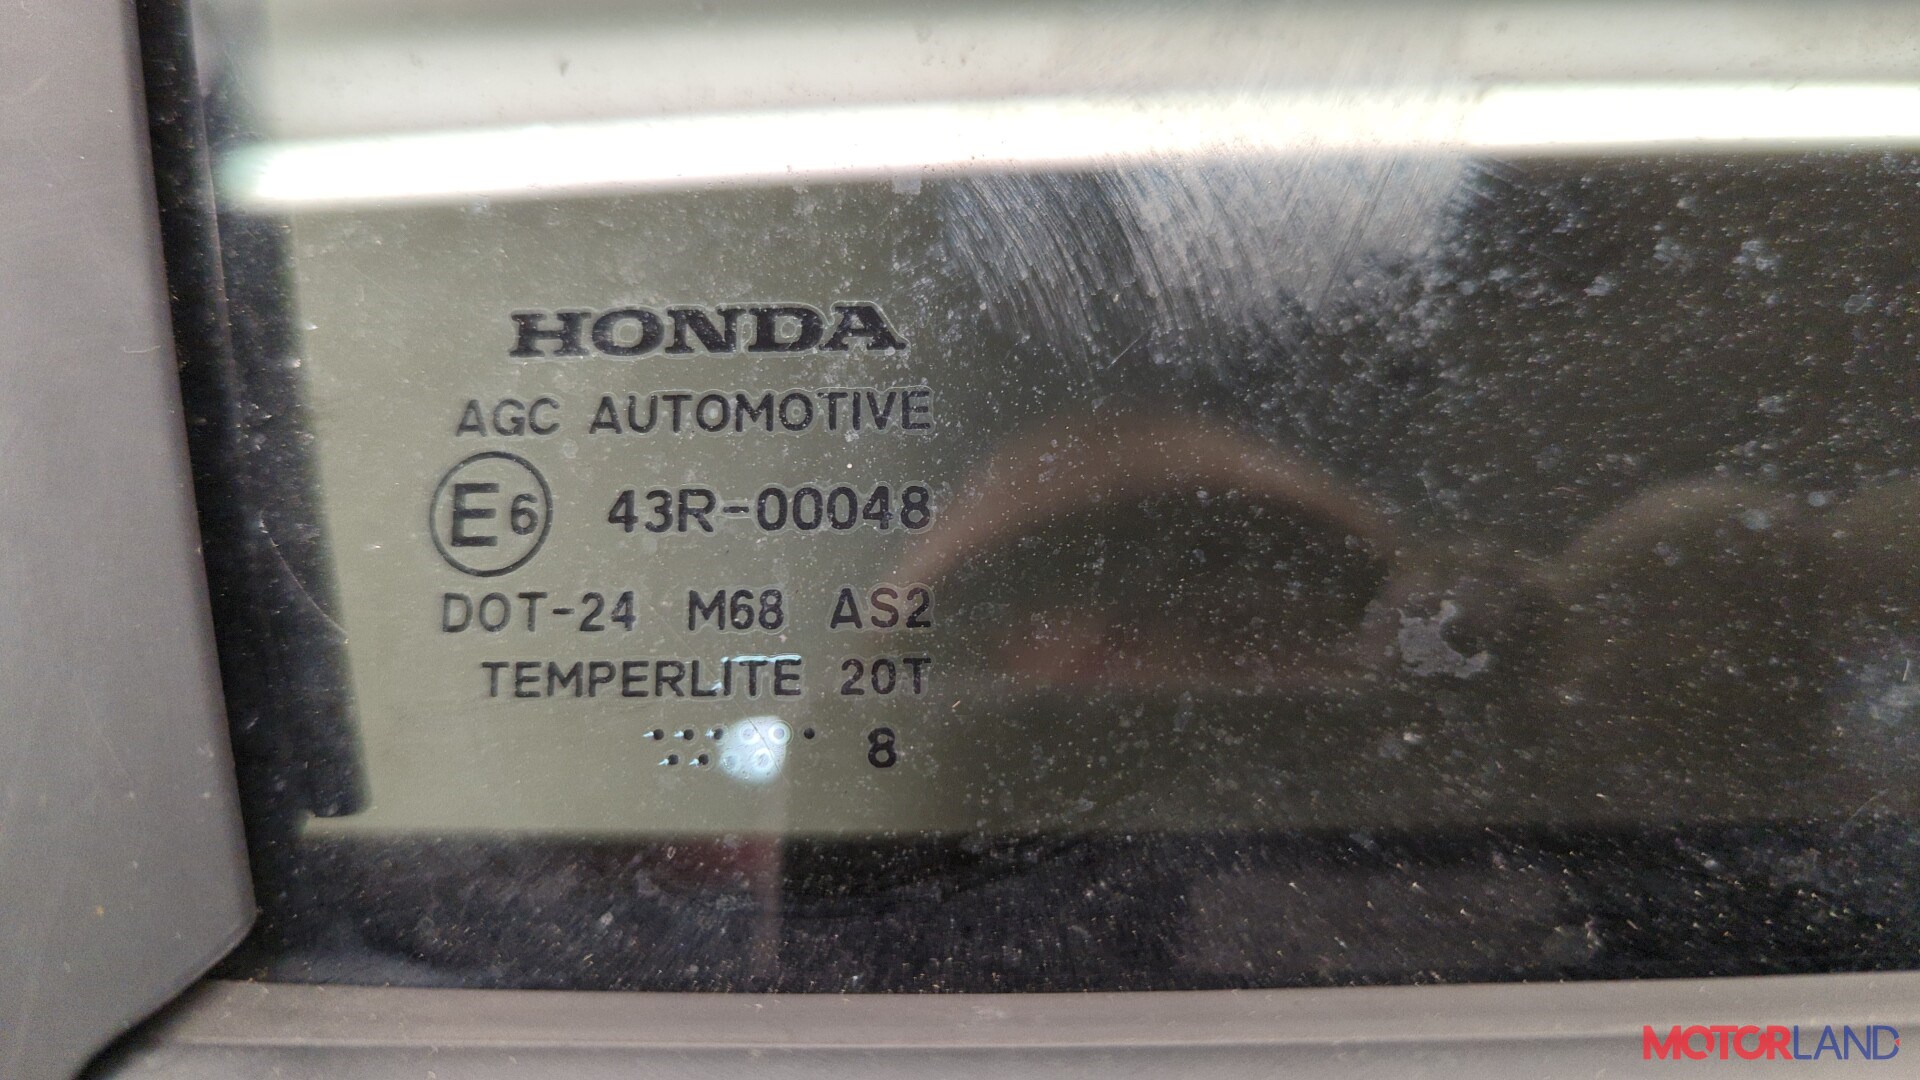 HONDA
AGC AUTOMOTIVE
E6 43R-00048
DOT-24 M68 AS2
TEMPERLITE 20T
8
MOTORLAND